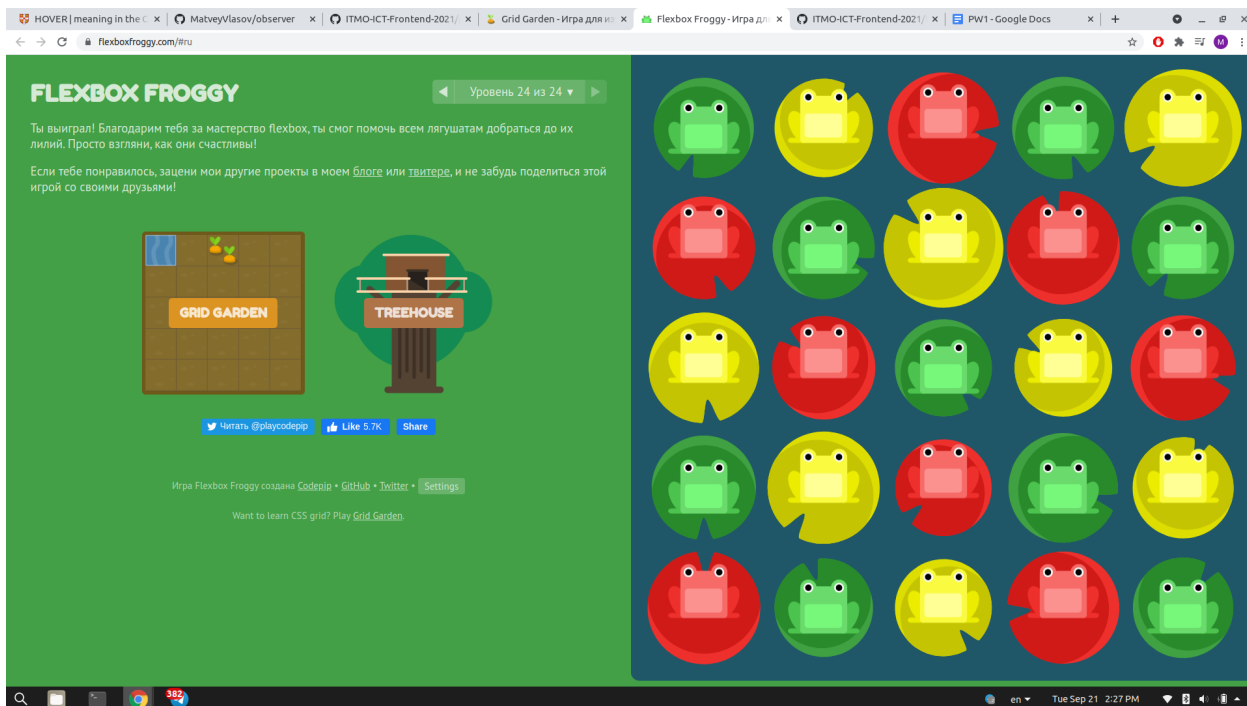 HOVER | meaning in the C
MatveyVlasov/observer
ITMO-ICT-Frontend-2021/
Grid Garden - Игра для из
Flexbox Froggy - Игра дл
ITMO-ICT-Frontend-2021/
PW1 - Google Docs
flexboxfroggy.com/#ru
M
FLEXBOX FROGGY
Уровень 24 из 24
Ты выиграл! Благодарим тебя за мастерство flexbox, ты смог помочь всем лягушатам добраться до их
лилий. Просто взгляни, как они счастливы!
Если тебе понравилось, зацени мои другие проекты в моем блоге или твитере, и не забудь поделиться этой
игрой со своими друзьями!
GRID GARDEN
TREEHOUSE
Читать @playcodepip
Like 5.7K
Share
Игра Flexbox Froggy создана Codepip • GitHub • Twitter • Settings
Want to learn CSS grid? Play Grid Garden.
382
en
Tue Sep 21 2:27 PM